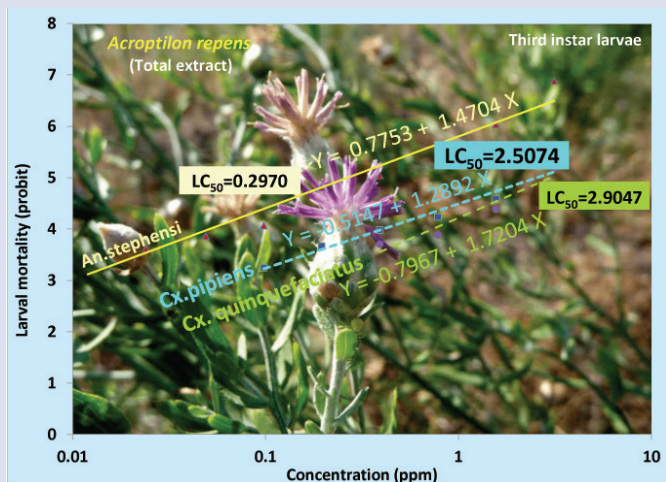 Acroptilon repens
(Total extract)
Third instar larvae
Y = 0.7753 + 1.4704 X
LC50=0.2970
LC50=2.5074
LC50=2.9047
Y = -0.5147 + 1.2892 X
Y = -0.7967 + 1.7204 X
An.stephensi
Cx.pipiens
Cx. quinquefaciatus
Larval mortality (probit)
8
7
6
5
4
3
2
1
0
0.01
0.1
1
10
Concentration (ppm)